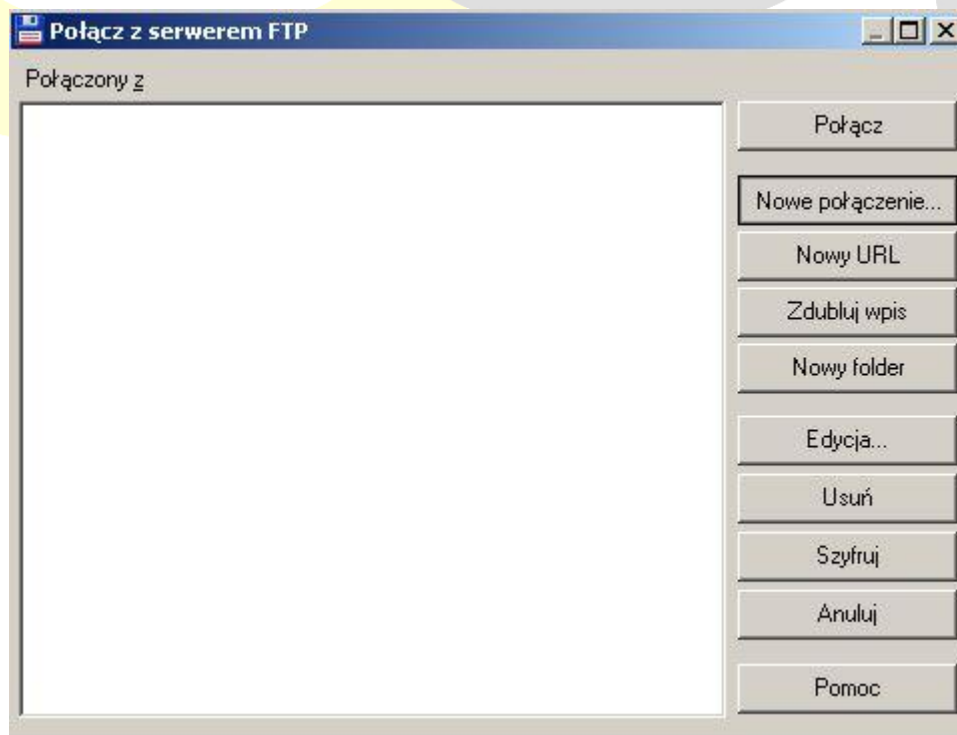 Połącz z serwerem FTP
Połączony z
Połącz
Nowe połączenie...
Nowy URL
Zdubluj wpis
Nowy folder
Edycja...
Usuń
Szyfruj
Anuluj
Pomoc